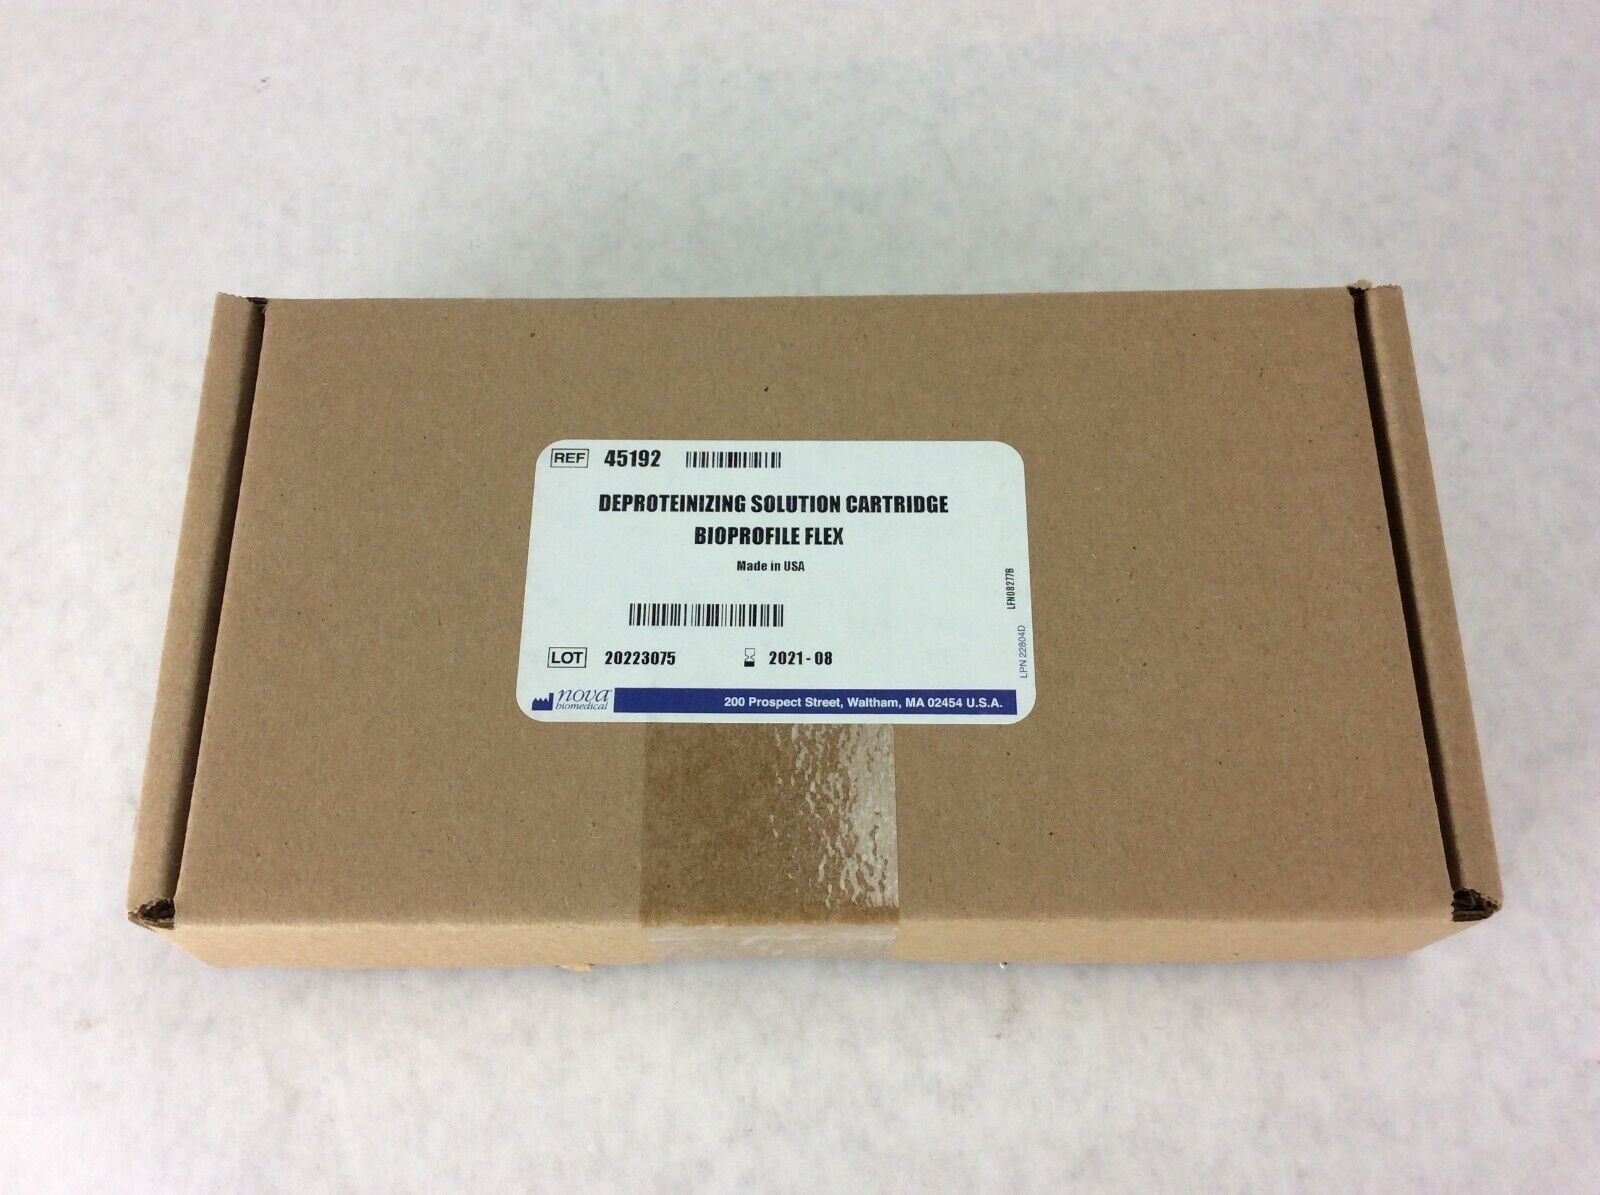 REF 45192
DEPROTEINIZING SOLUTION CARTRIDGE
BIOPROFILE FLEX
Made in USA
LOT 20223075 2021-08
LPN 22804D
LFN08277B
nova
biomedical
200 Prospect Street, Waltham, MA 02454 U.S.A.